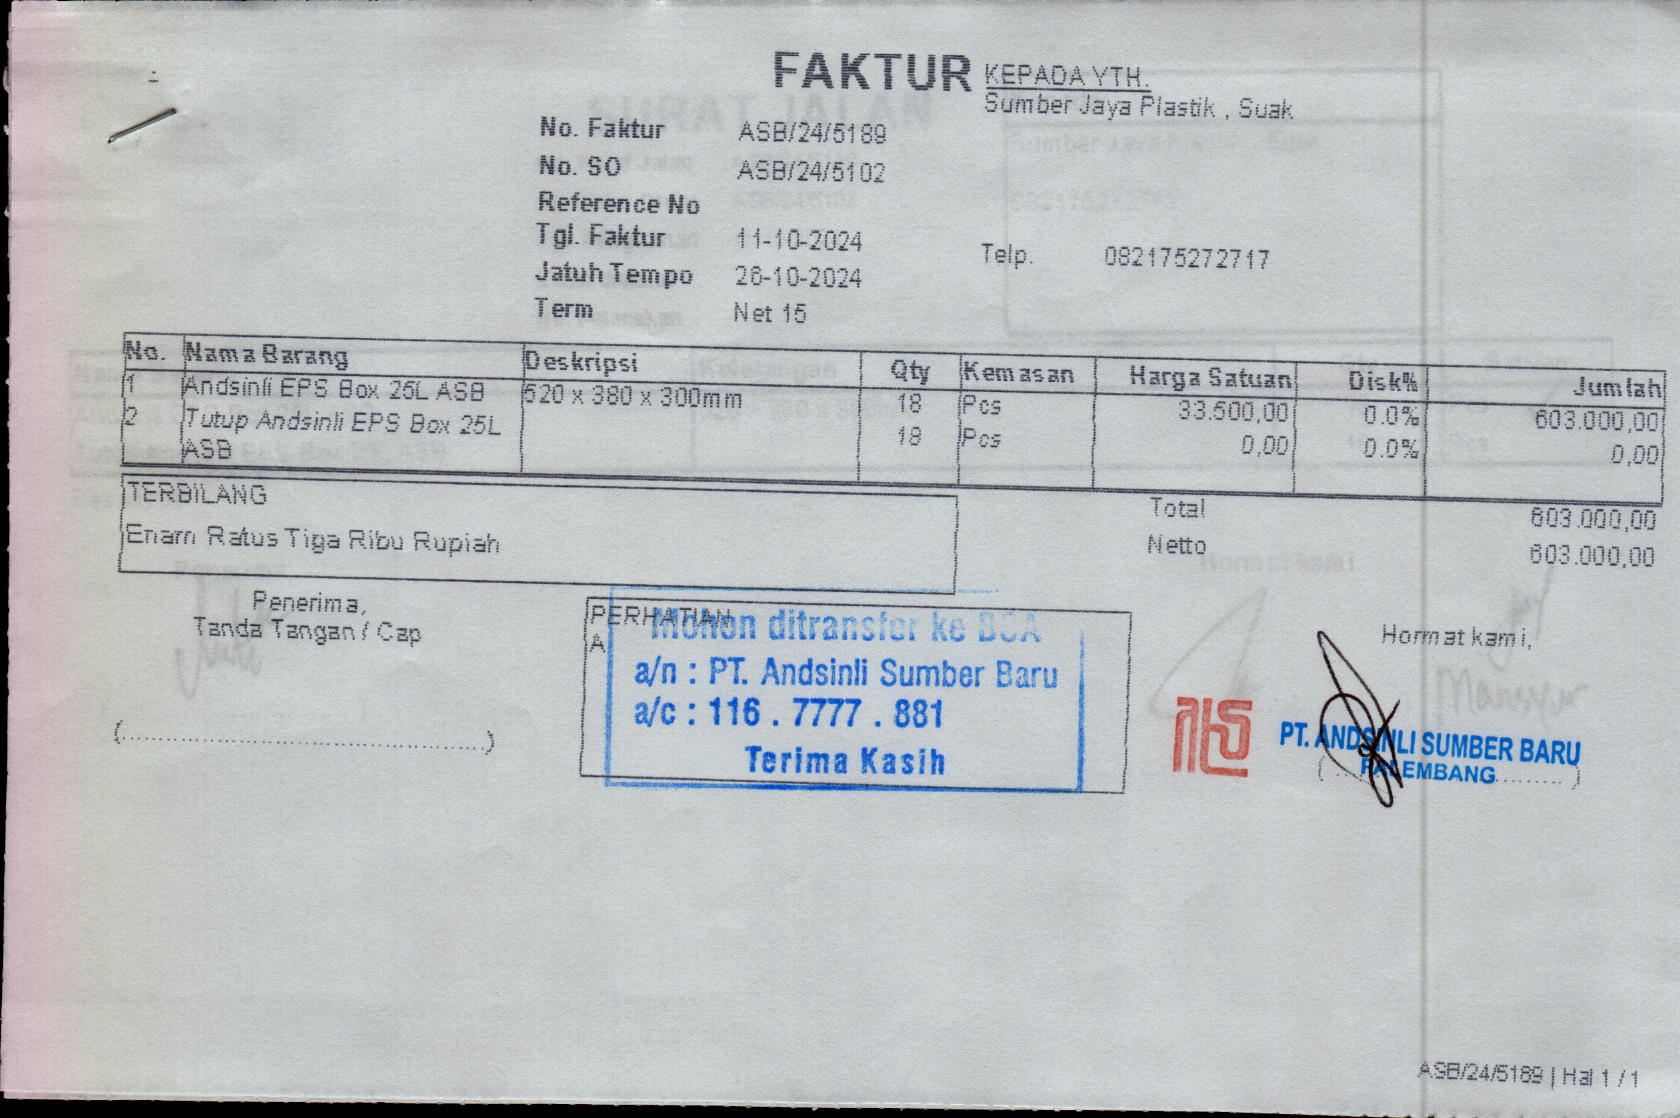 FAKTUR
KEPADA YTH.
Sumber Jaya Plastik , Suak
No. Faktur ASB/24/5189
No. SO ASB/24/5102
Reference No
Tgl. Faktur 11-10-2024
Telp. 082175272717
Jatuh Tempo 26-10-2024
Term Net 15
No. Nama Barang Deskripsi Qty Kemasan Harga Satuan Disk% Jumlah
1 Andsinli EPS Box 25L ASB 520 x 380 x 300mm 18 Pcs 33.500,00 0.0% 603.000,00
2 Tutup Andsinli EPS Box 25L 18 Pcs 0,00 0.0% 0,00
ASB
TERBILANG
Enam Ratus Tiga Ribu Rupiah
Total 603.000,00
Netto 603.000,00
Penerima,
Tanda Tangan / Cap
PERHATIAN
A
Mohon ditransfer ke BCA
a/n : PT. Andsinli Sumber Baru
a/c : 116 . 7777 . 881
Terima Kasih
Hormat kami,
PT. ANDSINLI SUMBER BARU
PALEMBANG
ASB/24/5189 | Hal 1 / 1